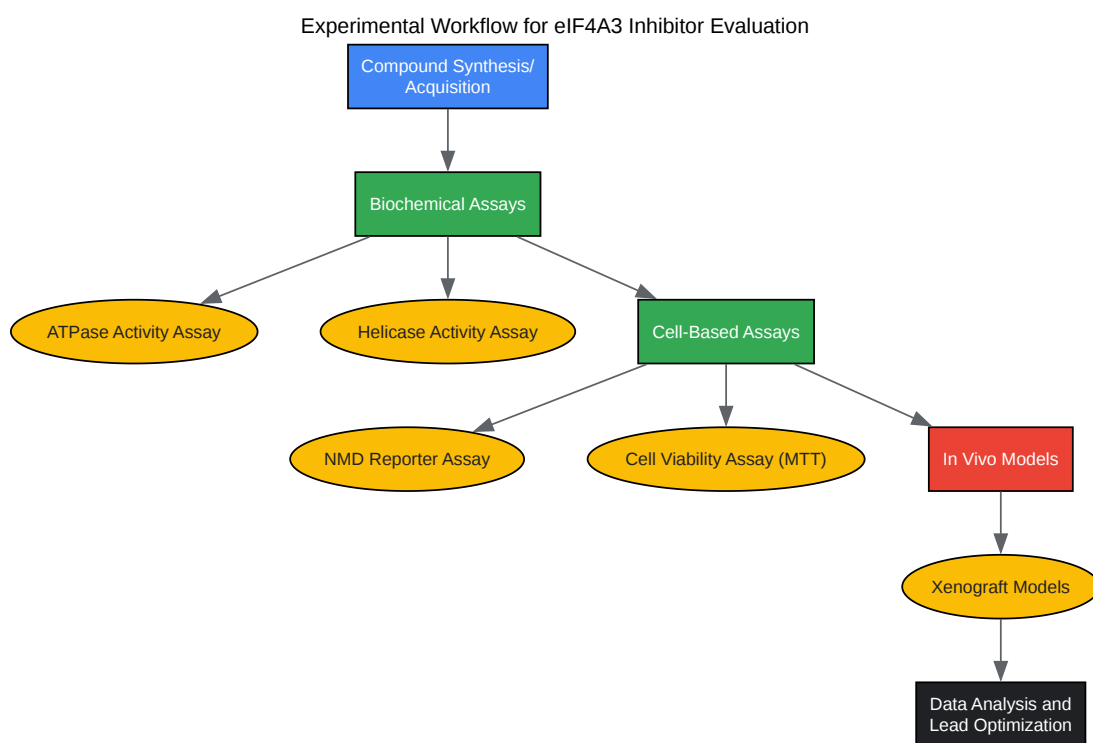 Experimental Workflow for eIF4A3 Inhibitor Evaluation
Compound Synthesis/
Acquisition
Biochemical Assays
ATPase Activity Assay
Helicase Activity Assay
Cell-Based Assays
NMD Reporter Assay
Cell Viability Assay (MTT)
In Vivo Models
Xenograft Models
Data Analysis and
Lead Optimization